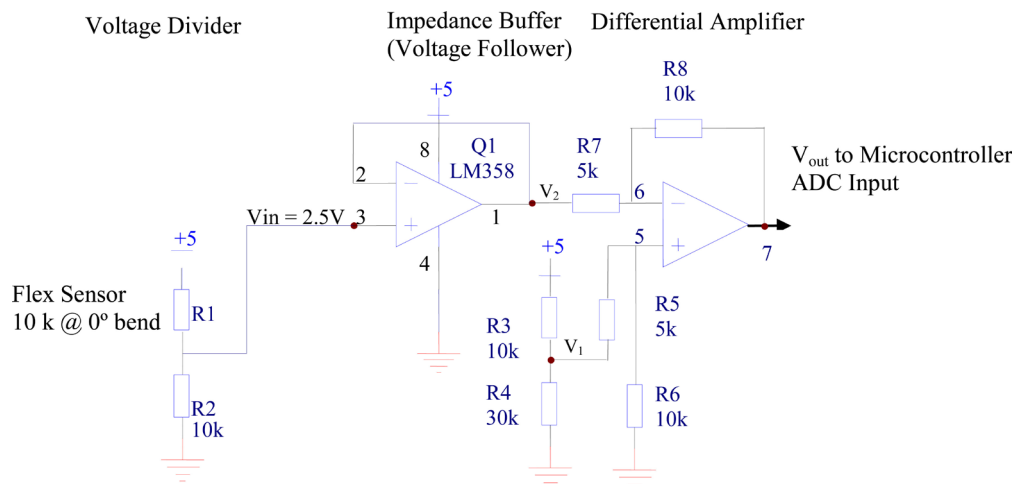 Voltage Divider
Impedance Buffer
(Voltage Follower)
Differential Amplifier
+5
8
Q1
LM358
2
Vin = 2.5V
3
1
4
V2
R7
5k
R8
10k
6
5
7
Vout to Microcontroller
ADC Input
+5
Flex Sensor
10 k @ 0º bend
R1
R2
10k
+5
R3
10k
V1
R4
30k
R5
5k
R6
10k